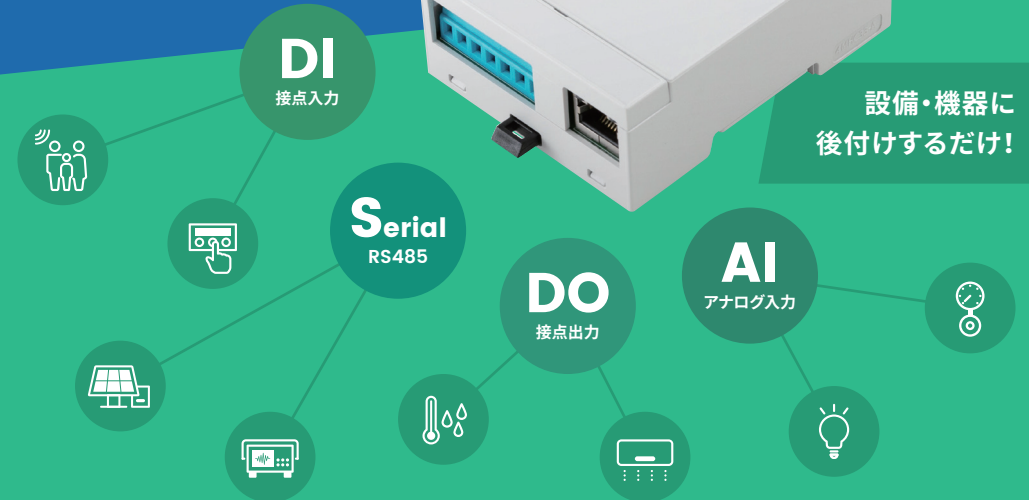 DI
接点入力
設備・機器に
後付けするだけ!
Serial
RS485
DO
接点出力
AI
アナログ入力